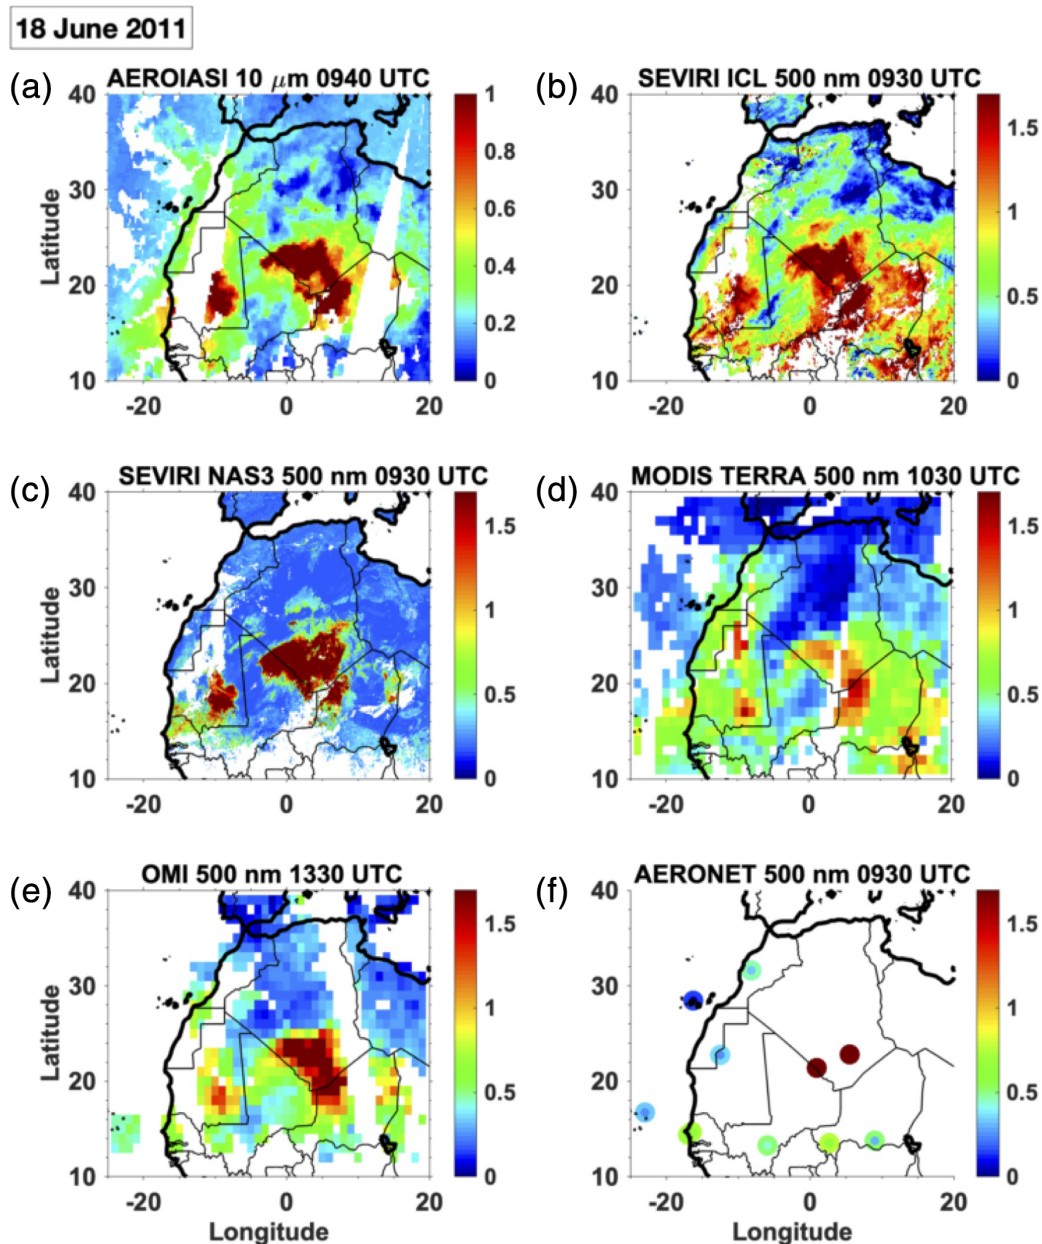 18 June 2011
(a) AEROIASI 10 μm 0940 UTC
Latitude
40
30
20
10
-20 0 20
1
0.8
0.6
0.4
0.2
0
(b) SEVIRI ICL 500 nm 0930 UTC
40
30
20
10
-20 0 20
1.5
1
0.5
0
(c) SEVIRI NAS3 500 nm 0930 UTC
Latitude
40
30
20
10
-20 0 20
1.5
1
0.5
0
(d) MODIS TERRA 500 nm 1030 UTC
40
30
20
10
-20 0 20
1.5
1
0.5
0
(e) OMI 500 nm 1330 UTC
Latitude
40
30
20
10
-20 0 20
Longitude
1.5
1
0.5
0
(f) AERONET 500 nm 0930 UTC
40
30
20
10
-20 0 20
Longitude
1.5
1
0.5
0